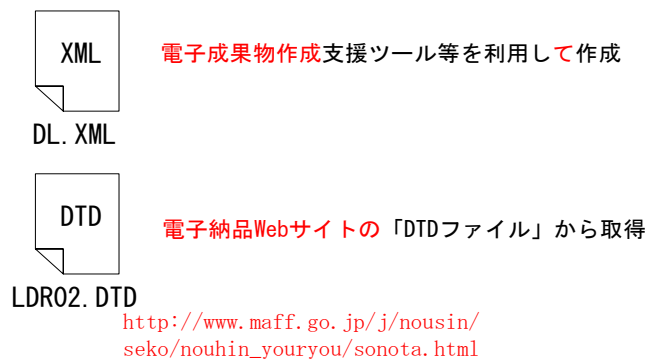 XML
電子成果物作成支援ツール等を利用して作成
DL.XML
DTD
電子納品Webサイトの「DTDファイル」から取得
LDR02.DTD
http://www.maff.go.jp/j/nousin/
seko/nouhin_youryou/sonota.html